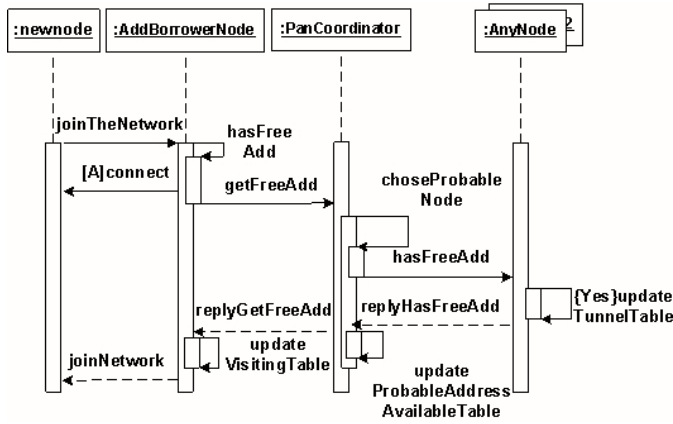 :newnode
:AddBorrowerNode
:PanCoordinator
:AnyNode
2
joinTheNetwork
hasFree
Add
[A]connect
getFreeAdd
choseProbable
Node
hasFreeAdd
{Yes}update
TunnelTable
replyHasFreeAdd
replyGetFreeAdd
update
VisitingTable
joinNetwork
update
ProbableAddress
AvailableTable